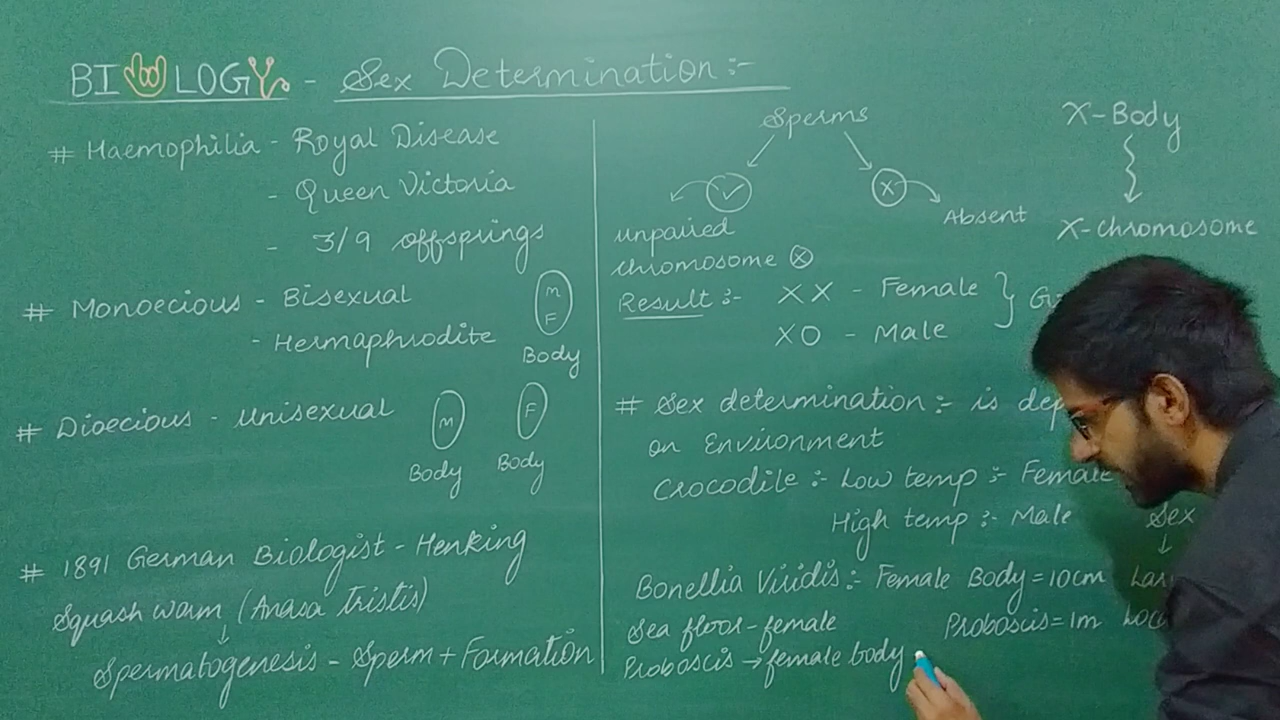 BIOLOGY - Sex Determination :-
# Haemophilia - Royal Disease
- Queen Victoria
- 3/9 offsprings
# Monoecious - Bisexual
- Hermaphrodite
M
F
Body
# Dioecious - unisexual
M F
Body Body
# 1891 German Biologist - Henking
Squash warm (Anasa tristis)
Spermatogenesis - Sperm + Formation
Sperms
X
Absent
unpaired
chromosome X
X-Body
X-chromosome
Result :- XX - Female
XO - Male
# Sex determination :- is
on Environment
Crocodile :- Low temp :- Female
High temp :- Male
Sex
Bonellia Viridis :- Female Body = 10cm
Sea floor - female
Proboscis = 1m
Proboscis → female body